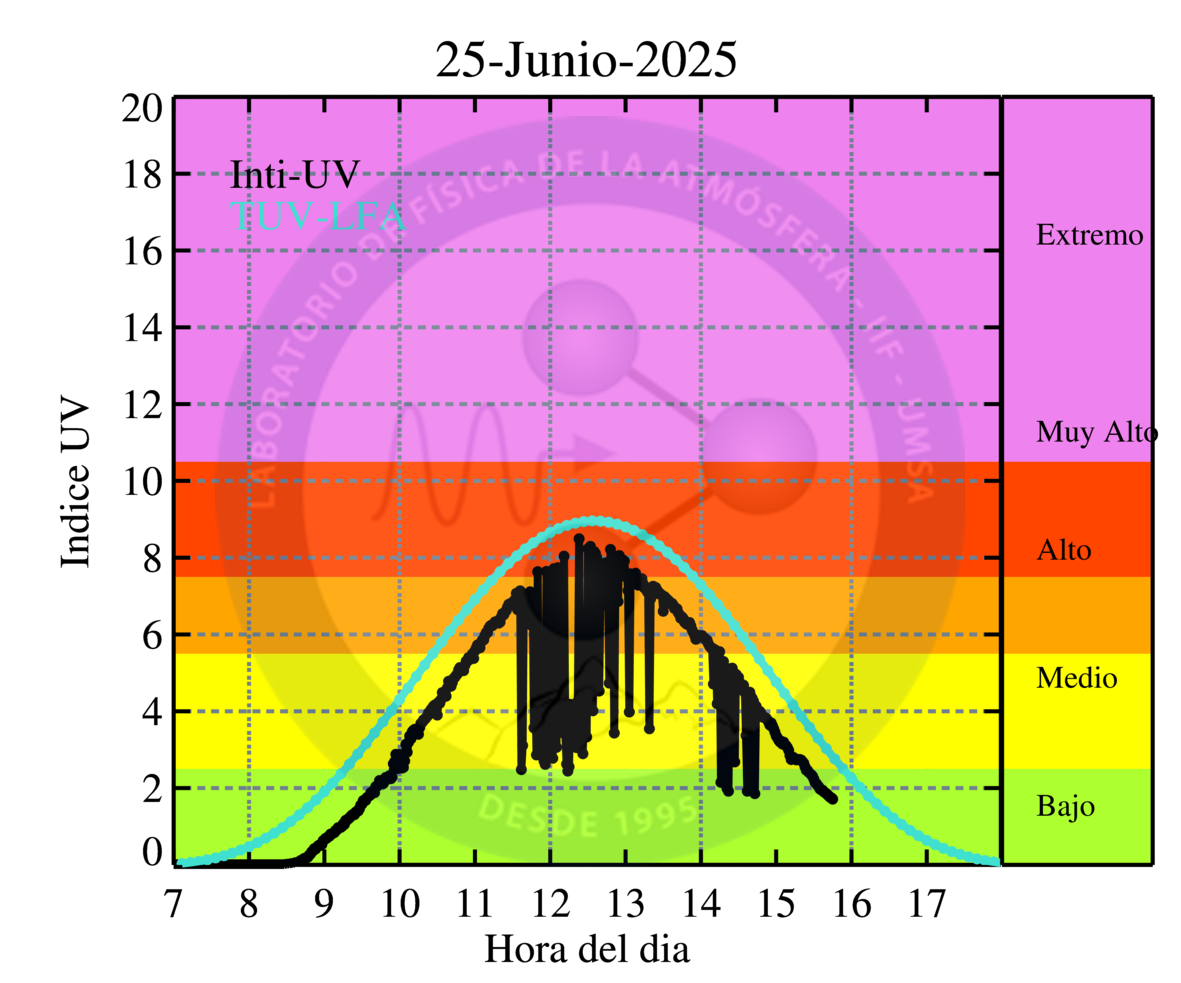 25-Junio-2025
Inti-UV
TUV-LFA
LABORATORIO DE FÍSICA DE LA ATMÓSFERA - IIF - UMSA
DESDE 1995
Indice UV
20
18
16
14
12
10
8
6
4
2
0
Extremo
Muy Alto
Alto
Medio
Bajo
7 8 9 10 11 12 13 14 15 16 17
Hora del dia